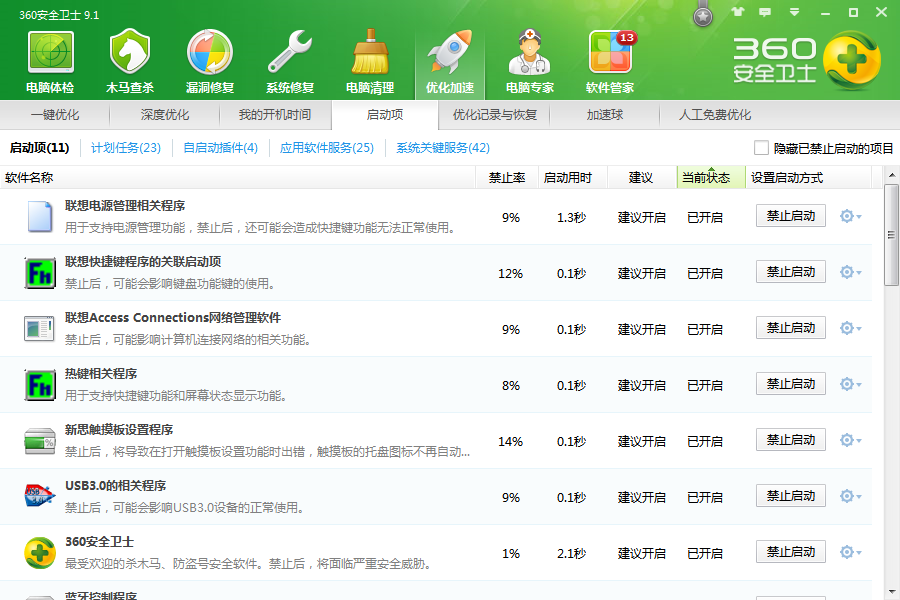 360安全卫士 9.1
13
电脑体检 木马查杀 漏洞修复 系统修复 电脑清理 优化加速 电脑专家 软件管家
360
安全卫士
一键优化 深度优化 我的开机时间 启动项 优化记录与恢复 加速球 人工免费优化
启动项(11) 计划任务(23) 自启动插件(4) 应用软件服务(25) 系统关键服务(42) 隐藏已禁止启动的项目
软件名称 禁止率 启动用时 建议 当前状态 设置启动方式
联想电源管理相关程序
用于支持电源管理功能，禁止后，还可能会造成快捷键功能无法正常使用。
9% 1.3秒 建议开启 已开启 禁止启动
联想快捷键程序的关联启动项
禁止后，可能会影响键盘功能键的使用。
12% 0.1秒 建议开启 已开启 禁止启动
联想Access Connections网络管理软件
禁止后，可能影响计算机连接网络的相关功能。
9% 0.1秒 建议开启 已开启 禁止启动
热键相关程序
用于支持快捷键功能和屏幕状态显示功能。
8% 0.1秒 建议开启 已开启 禁止启动
新思触摸板设置程序
禁止后，将导致在打开触摸板设置功能时出错，触摸板的托盘图标不再自动...
14% 0.1秒 建议开启 已开启 禁止启动
USB3.0的相关程序
禁止后，可能会影响USB3.0设备的正常使用。
9% 0.1秒 建议开启 已开启 禁止启动
360安全卫士
最受欢迎的杀木马、防盗号安全软件。禁止后，将面临严重安全威胁。
1% 2.1秒 建议开启 已开启 禁止启动
蓝牙控制程序